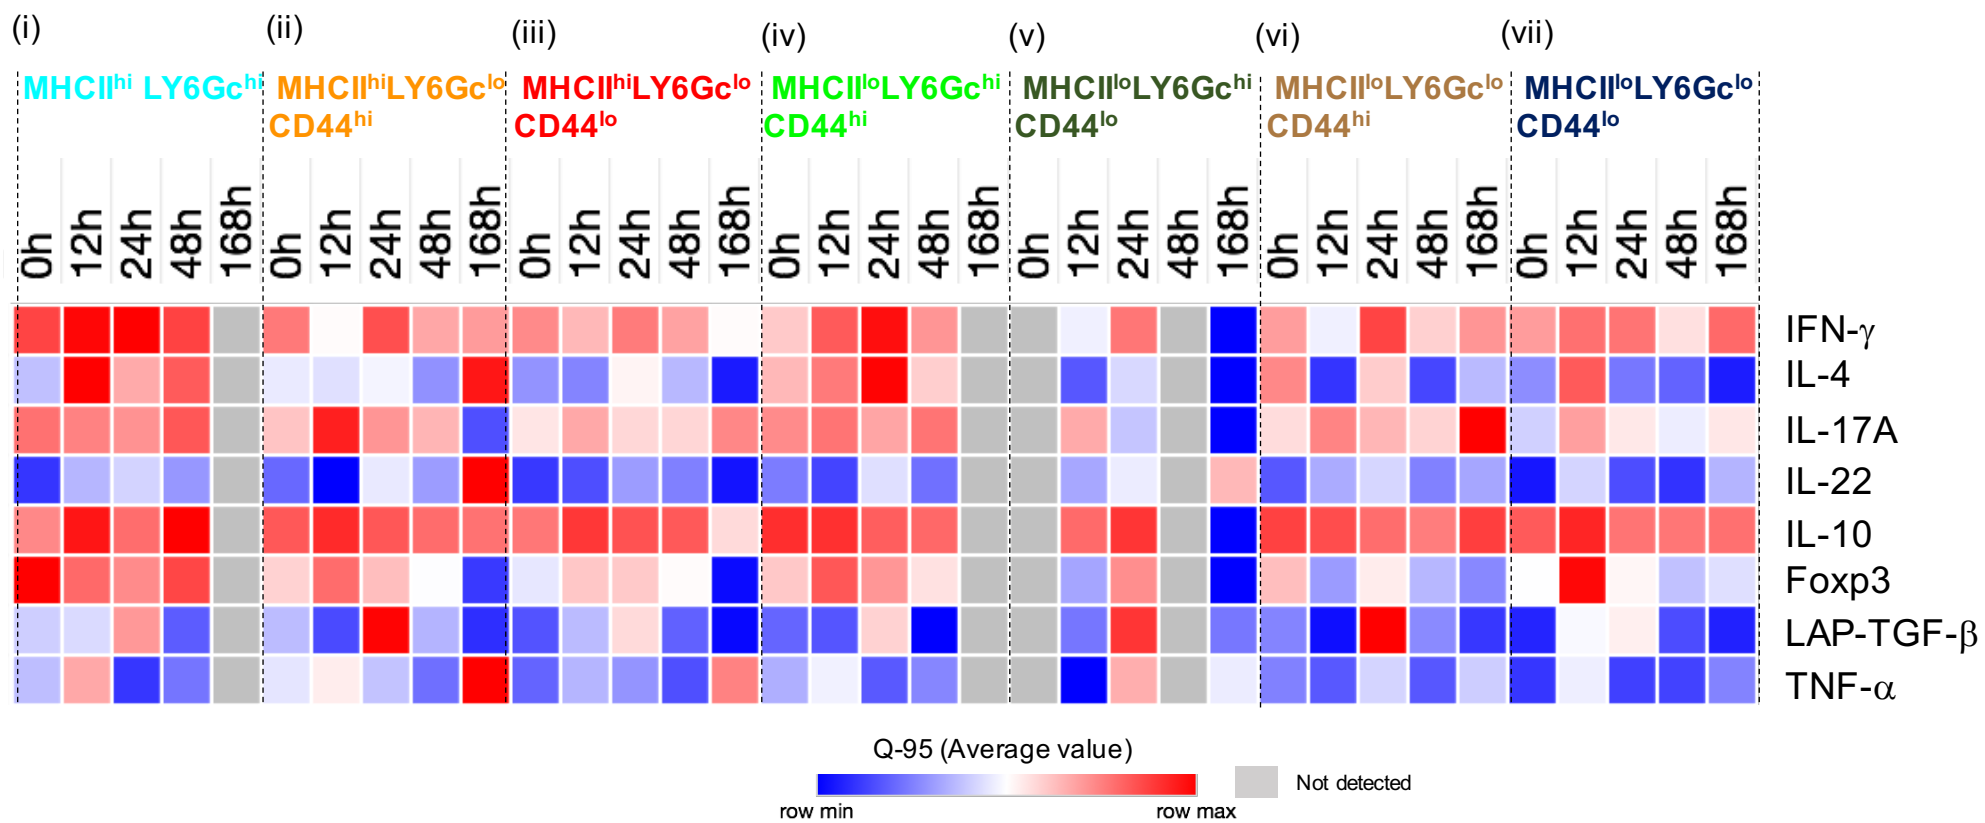 (i) (ii) (iii) (iv) (v) (vi) (vii)
MHCIIhi LY6Gchi MHCIIhiLY6Gclo MHCIIhiLY6Gclo MHCIIloLY6Gchi MHCIIloLY6Gchi MHCIIloLY6Gclo MHCIIloLY6Gclo
CD44hi CD44lo CD44hi CD44lo CD44hi CD44lo
0h 12h 24h 48h 168h 0h 12h 24h 48h 168h 0h 12h 24h 48h 168h 0h 12h 24h 48h 168h 0h 12h 24h 48h 168h 0h 12h 24h 48h 168h 0h 12h 24h 48h 168h
IFN-γ
IL-4
IL-17A
IL-22
IL-10
Foxp3
LAP-TGF-β
TNF-α
Q-95 (Average value)
Not detected
row min row max